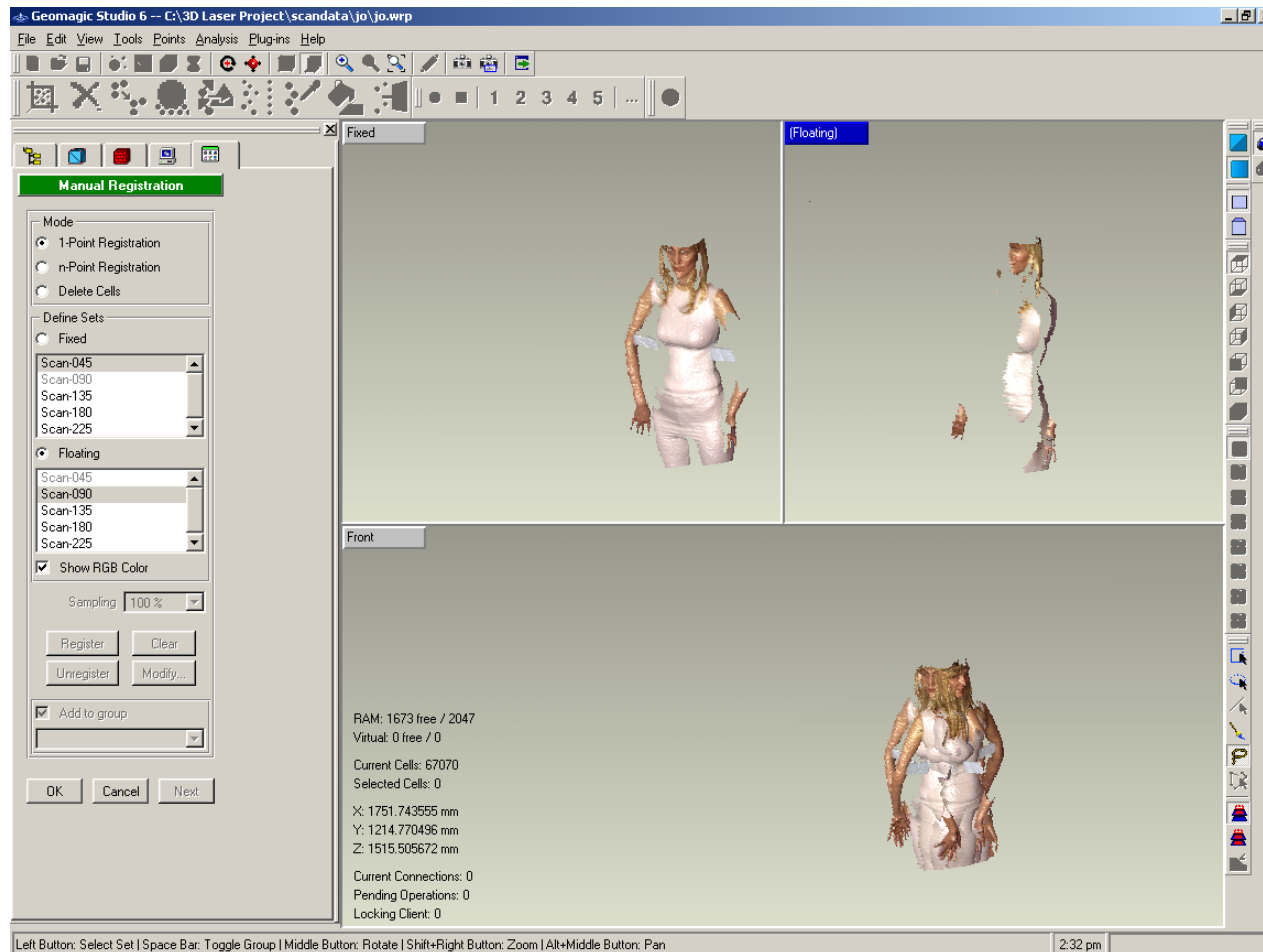 Geomagic Studio 6 -- C:\3D Laser Project\scandata\jo\jo.wrp
File Edit View Tools Points Analysis Plug-ins Help
1 2 3 4 5 ...
Manual Registration
Mode
1-Point Registration
n-Point Registration
Delete Cells
Define Sets
Fixed
Scan-045
Scan-090
Scan-135
Scan-180
Scan-225
Floating
Scan-045
Scan-090
Scan-135
Scan-180
Scan-225
Show RGB Color
Sampling 100 %
Register Clear
Unregister Modify...
Add to group
OK Cancel Next
Fixed
(Floating)
Front
RAM: 1673 free / 2047
Virtual: 0 free / 0
Current Cells: 67070
Selected Cells: 0
X: 1751.743555 mm
Y: 1214.770496 mm
Z: 1515.505672 mm
Current Connections: 0
Pending Operations: 0
Locking Client: 0
Left Button: Select Set | Space Bar: Toggle Group | Middle Button: Rotate | Shift+Right Button: Zoom | Alt+Middle Button: Pan
2:32 pm